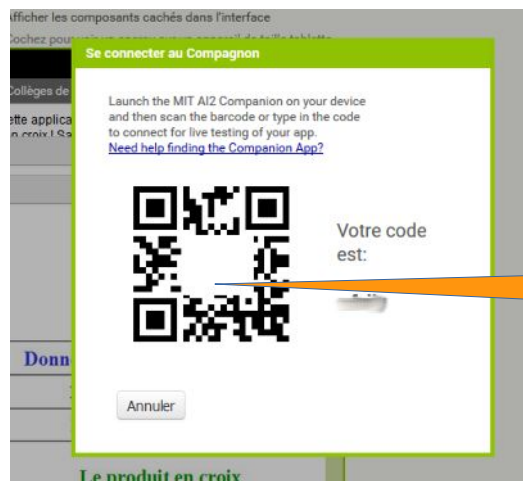 Afficher les composants cachés dans l'interface
Cochez pour
Se connecter au Compagnon
Collèges de
ette applica
n croix ! Sa
Launch the MIT AI2 Companion on your device
and then scan the barcode or type in the code
to connect for live testing of your app.
Need help finding the Companion App?
Votre code
est:
Donn
Annuler
Le produit en croix